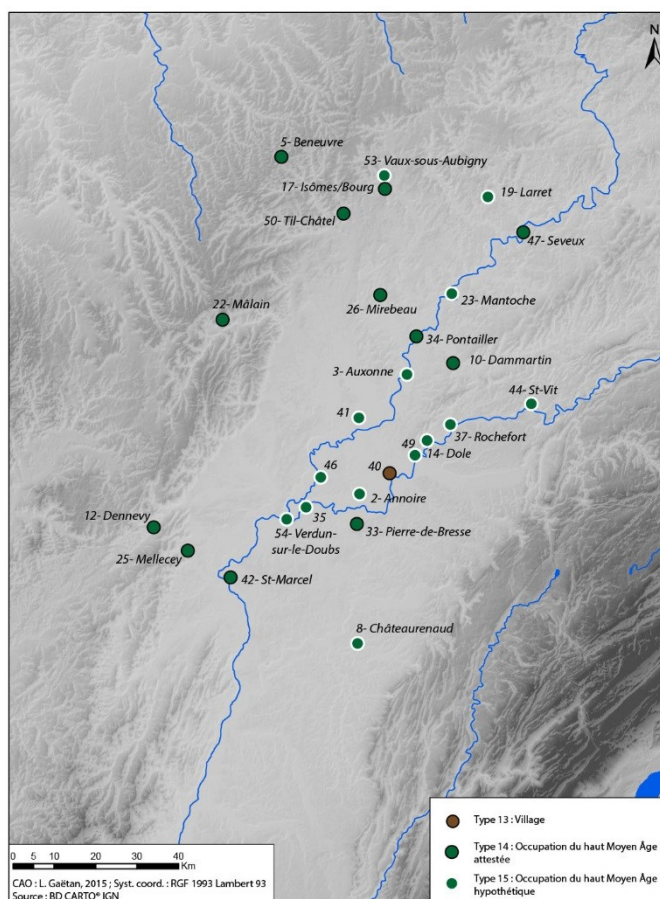 N
5- Beneuvre
53- Vaux-sous-Aubigny
17- Isômes/Bourg
19- Larret
50- Til-Châtel
47- Seveux
26- Mirebeau
23- Mantoche
22- Mâlain
34- Pontailler
10- Dammartin
3- Auxonne
44- St-Vit
41
37- Rochefort
49
14- Dole
46
40
2- Annoire
35
12- Dennevy
54- Verdun-
sur-le-Doubs
33- Pierre-de-Bresse
25- Mellecey
42- St-Marcel
8- Châteaurenaud
Type 13 : Village
Type 14 : Occupation du haut Moyen Âge
attestée
Type 15 : Occupation du haut Moyen Âge
hypothétique
0 5 10 20 30 40
Km
CAO : L. Gaëtan, 2015 ; Syst. coord. : RGF 1993 Lambert 93
Source : BD CARTO® IGN